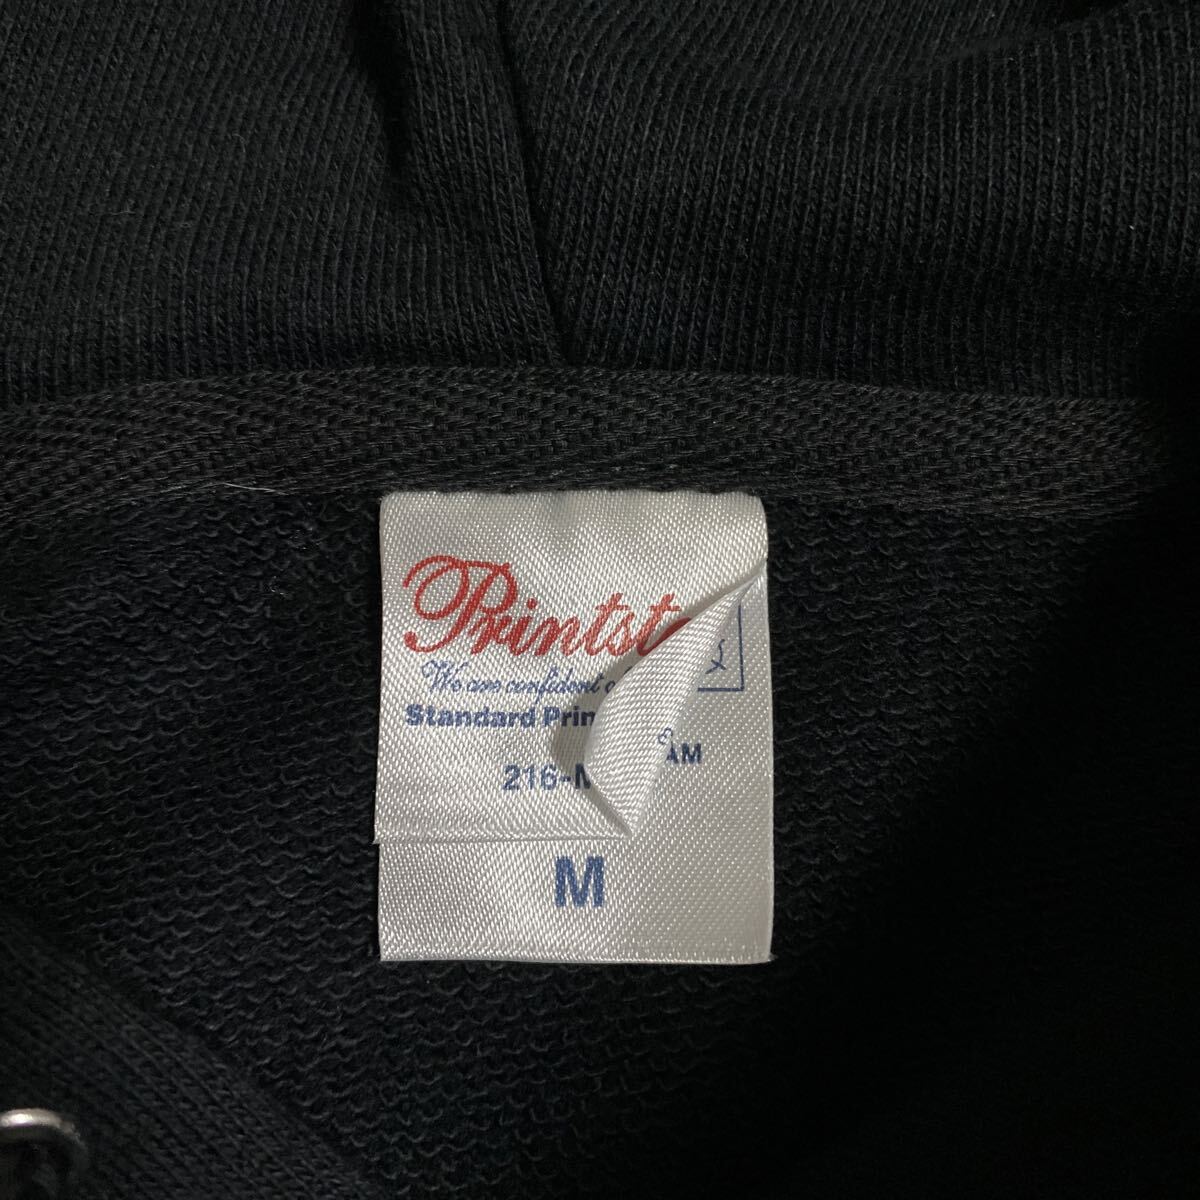 Printst
We are confident
Standard Prin
216-M
AM
M